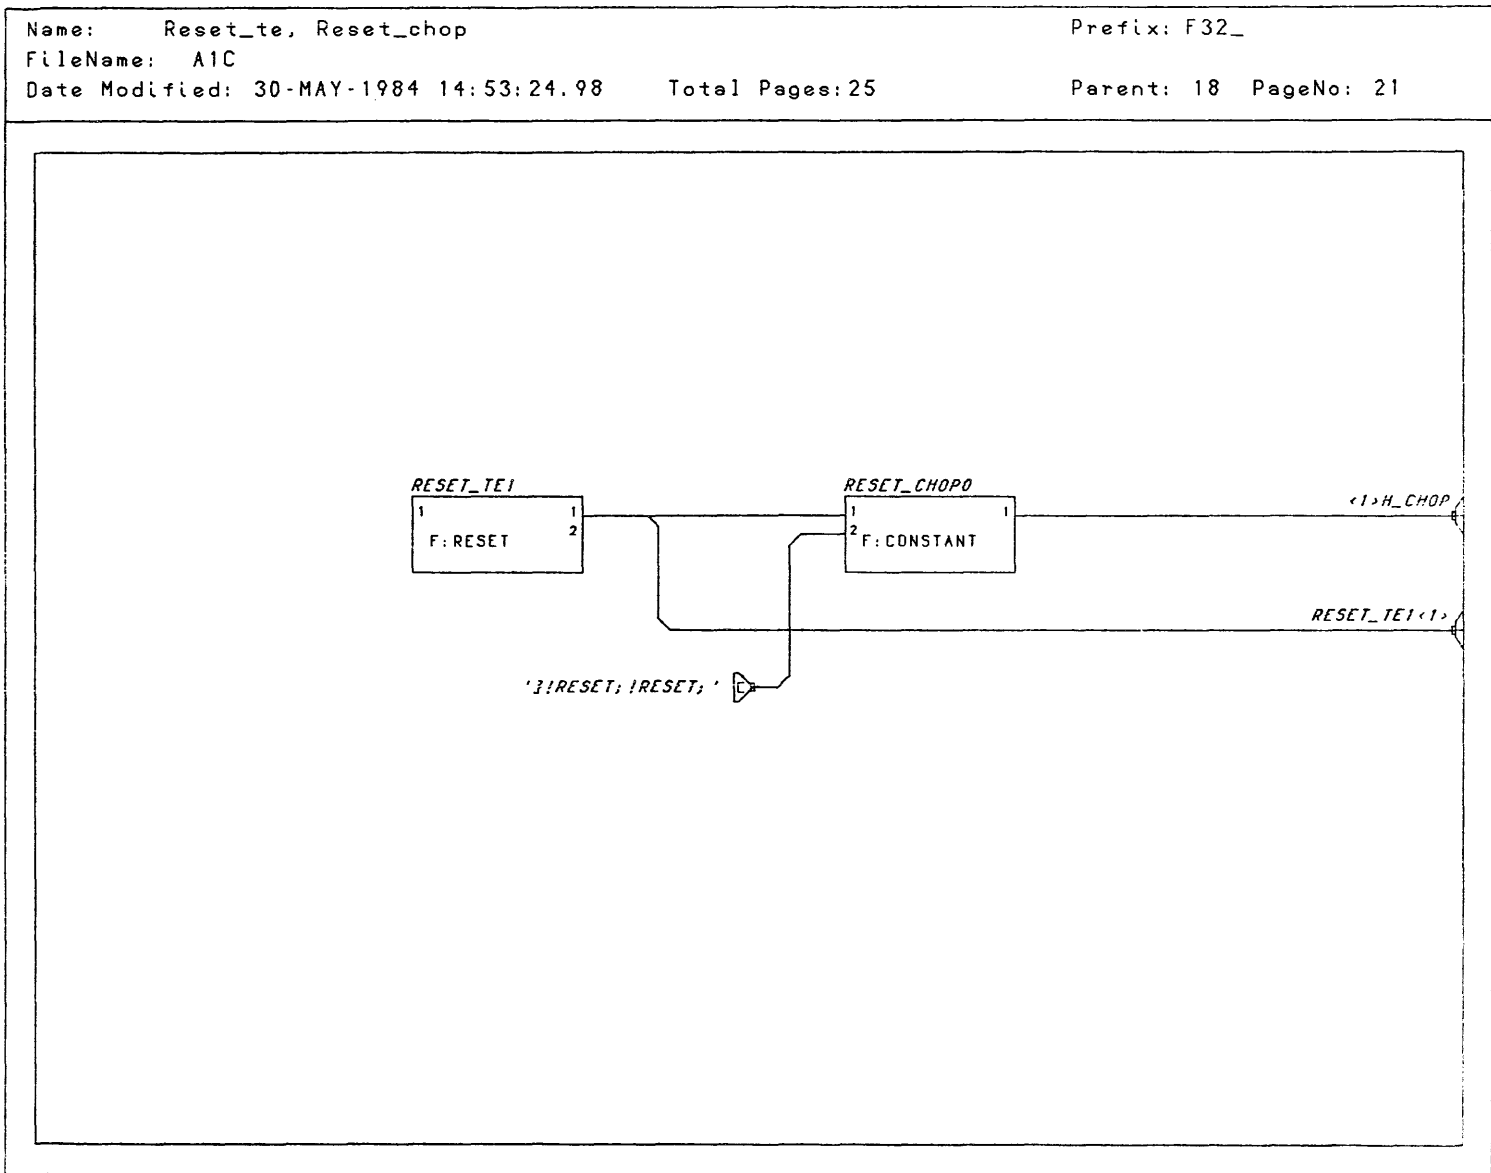 Name: Reset_te, Reset_chop Prefix: F32_
FileName: A1C
Date Modified: 30-MAY-1984 14:53:24.98 Total Pages:25 Parent: 18 PageNo: 21
RESET_TE1 RESET_CHOP0
1 1 1 1 <1>H_CHOP
F:RESET 2 2 F:CONSTANT
RESET_TE1<1>
'3!RESET; !RESET; '
C